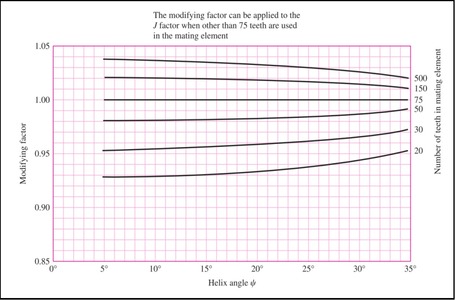 The modifying factor can be applied to the
J factor when other than 75 teeth are used
in the mating element
1.05
1.00
0.95
0.90
0.85
Modifying factor
0° 5° 10° 15° 20° 25° 30° 35°
Helix angle ψ
500
150
75
50
30
20
Number of teeth in mating element